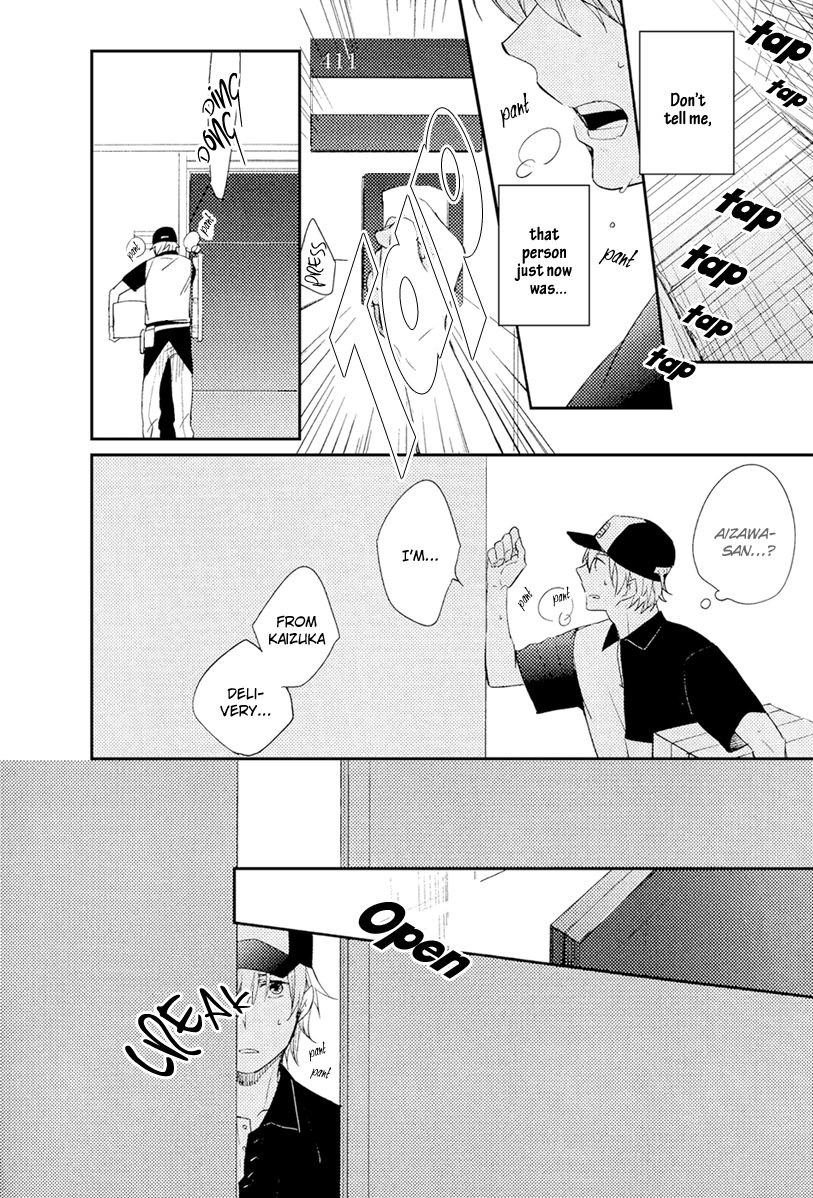 tap
tap
Don't
tell me,
pant
tap
tap
tap
tap
that
person
just now
was...
pant
411
PRESS
DING
DONG
pant
pant
AIZAWA-
SAN...?
pant
pant
I'M...
FROM
KAIZUKA
DELI-
VERY...
Open
CREAK
pant
pant